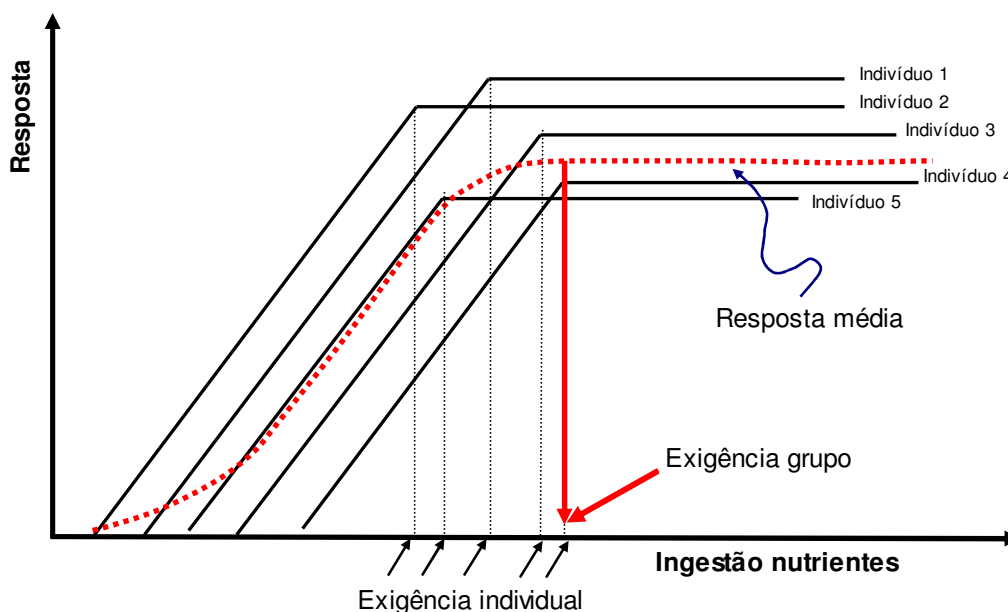 Resposta
Indivíduo 1
Indivíduo 2
Indivíduo 3
Indivíduo 4
Indivíduo 5
Resposta média
Exigência grupo
Ingestão nutrientes
Exigência individual